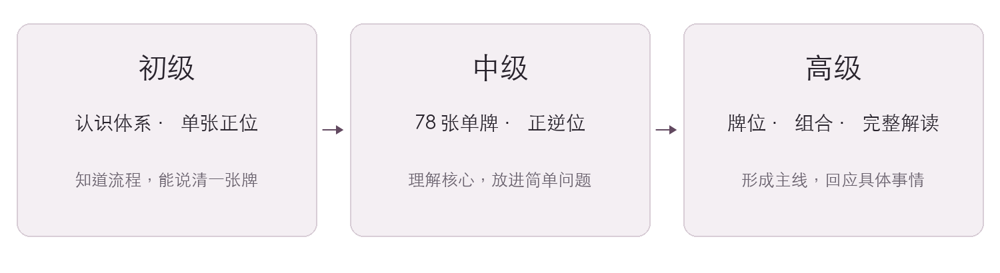 初级
认识体系 · 单张正位
知道流程，能说清一张牌
中级
78 张单牌 · 正逆位
理解核心，放进简单问题
高级
牌位 · 组合 · 完整解读
形成主线，回应具体事情